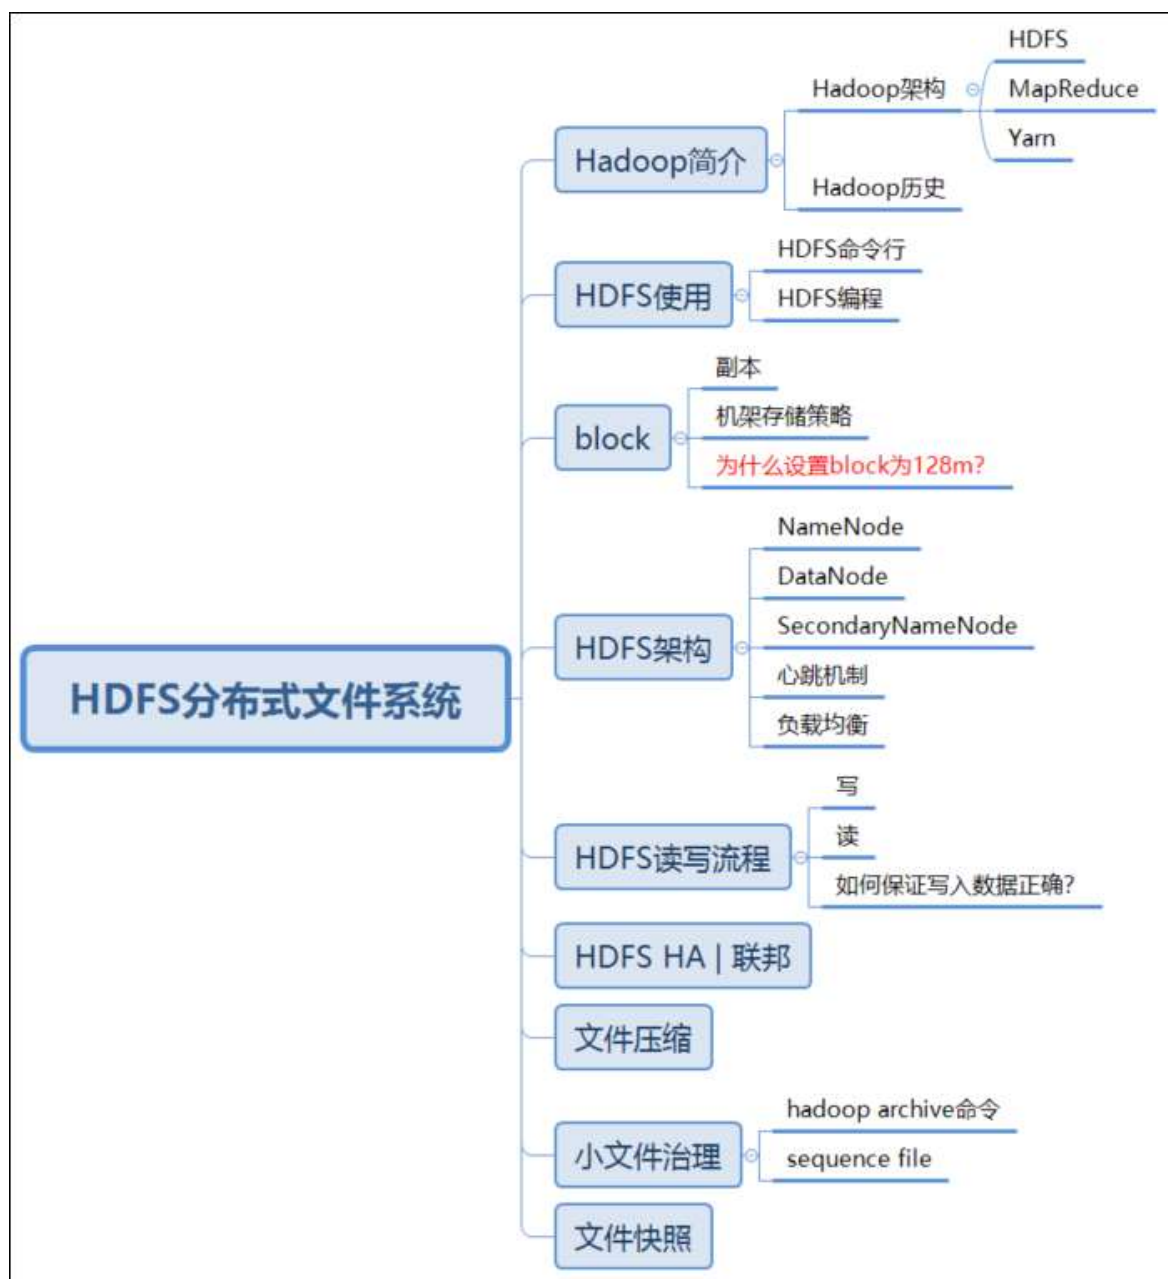 HDFS分布式文件系统
Hadoop简介
Hadoop架构
HDFS
MapReduce
Yarn
Hadoop历史
HDFS使用
HDFS命令行
HDFS编程
block
副本
机架存储策略
为什么设置block为128m?
HDFS架构
NameNode
DataNode
SecondaryNameNode
心跳机制
负载均衡
HDFS读写流程
写
读
如何保证写入数据正确?
HDFS HA | 联邦
文件压缩
小文件治理
hadoop archive命令
sequence file
文件快照